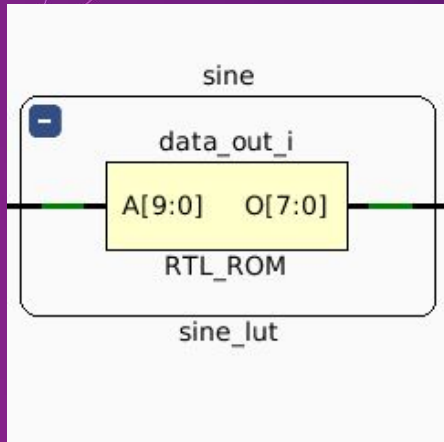 sine
data_out_i
A[9:0] O[7:0]
RTL_ROM
sine_lut